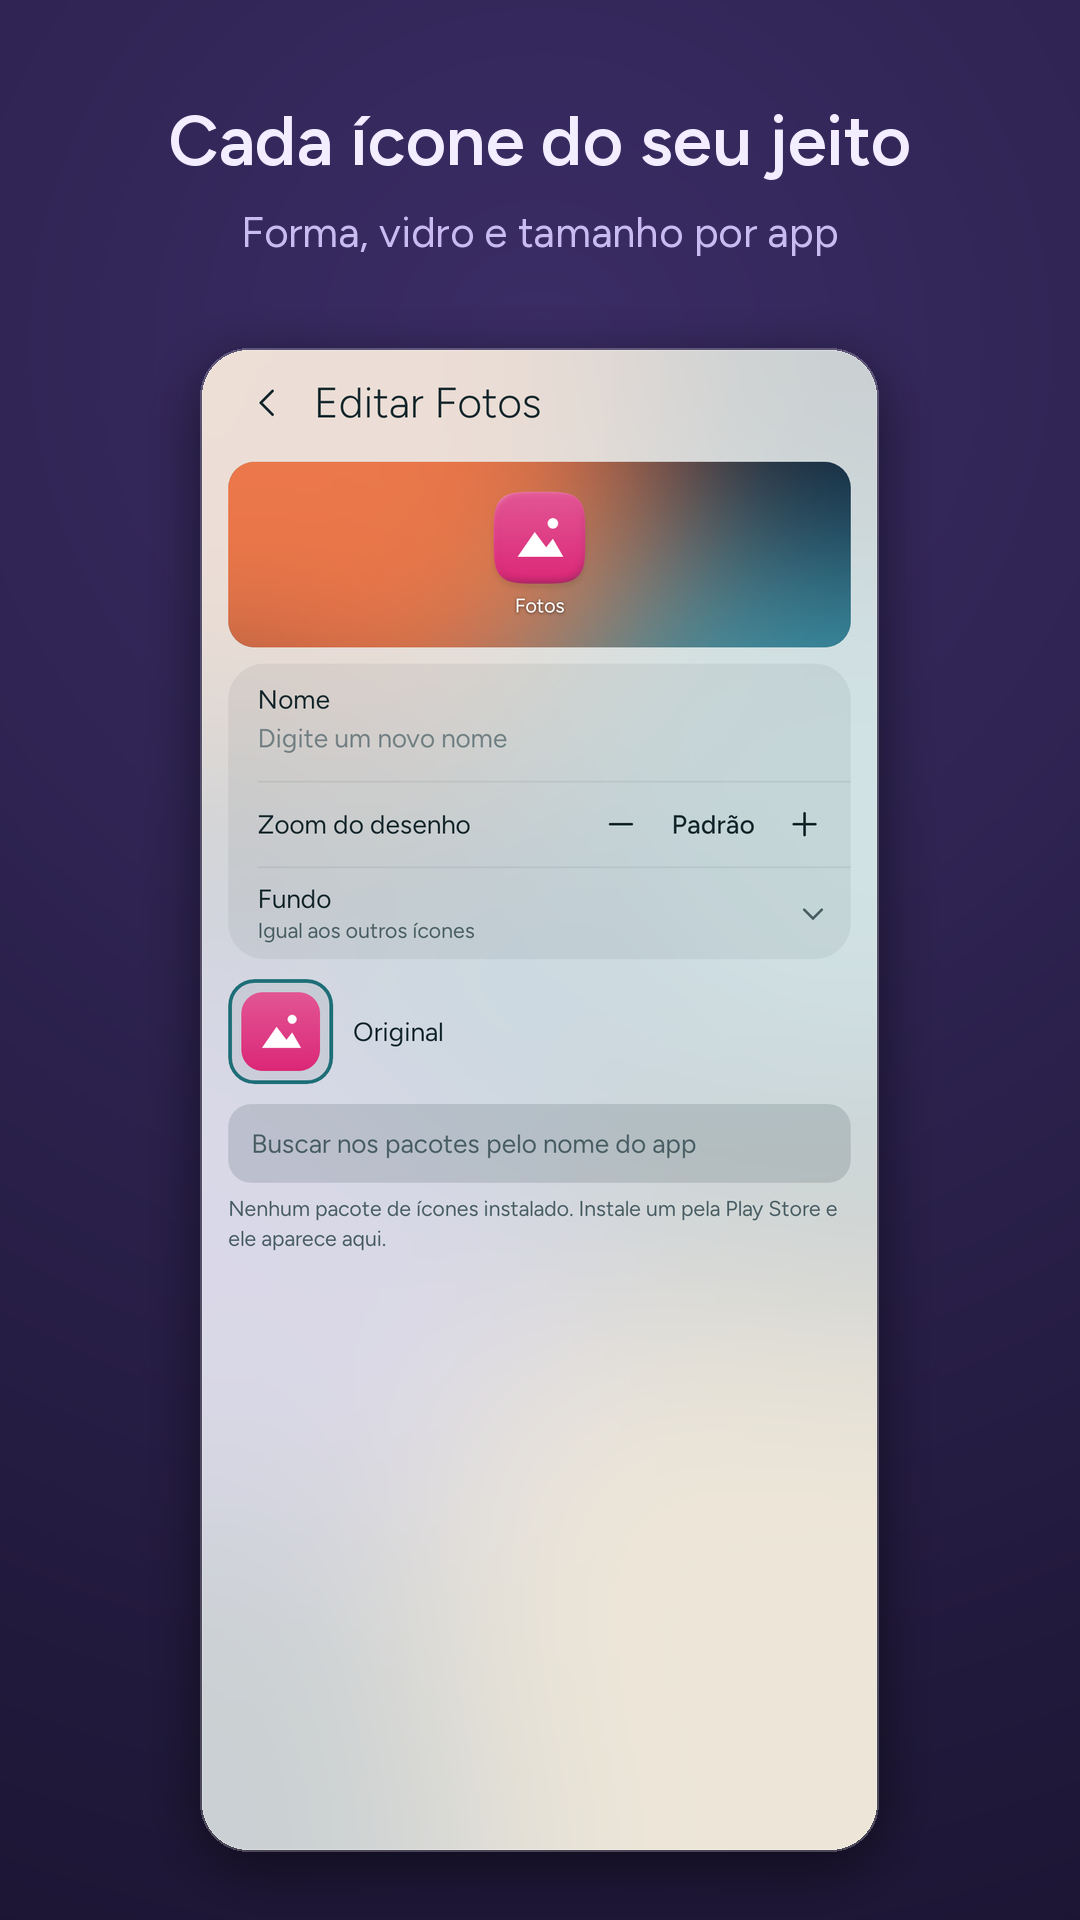 Cada ícone do seu jeito
Forma, vidro e tamanho por app
Editar Fotos
Fotos
Nome
Digite um novo nome
Zoom do desenho
Padrão
Fundo
Igual aos outros ícones
Original
Buscar nos pacotes pelo nome do app
Nenhum pacote de ícones instalado. Instale um pela Play Store e
ele aparece aqui.